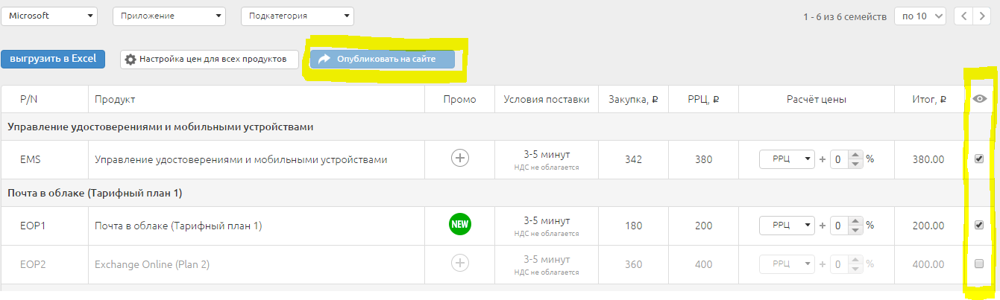 Microsoft Приложение Подкатегория 1 - 6 из 6 семейств по 10
выгрузить в Excel Настройка цен для всех продуктов Опубликовать на сайте
P/N Продукт Промо Условия поставки Закупка, ₽ РРЦ, ₽ Расчёт цены Итог, ₽
Управление удостоверениями и мобильными устройствами
EMS Управление удостоверениями и мобильными устройствами 3-5 минут 342 380 РРЦ + 0 % 380.00
НДС не облагается
Почта в облаке (Тарифный план 1)
EOP1 Почта в облаке (Тарифный план 1) NEW 3-5 минут 180 200 РРЦ + 0 % 200.00
НДС не облагается
EOP2 Exchange Online (Plan 2) 3-5 минут 360 400 РРЦ + 0 % 400.00
НДС не облагается